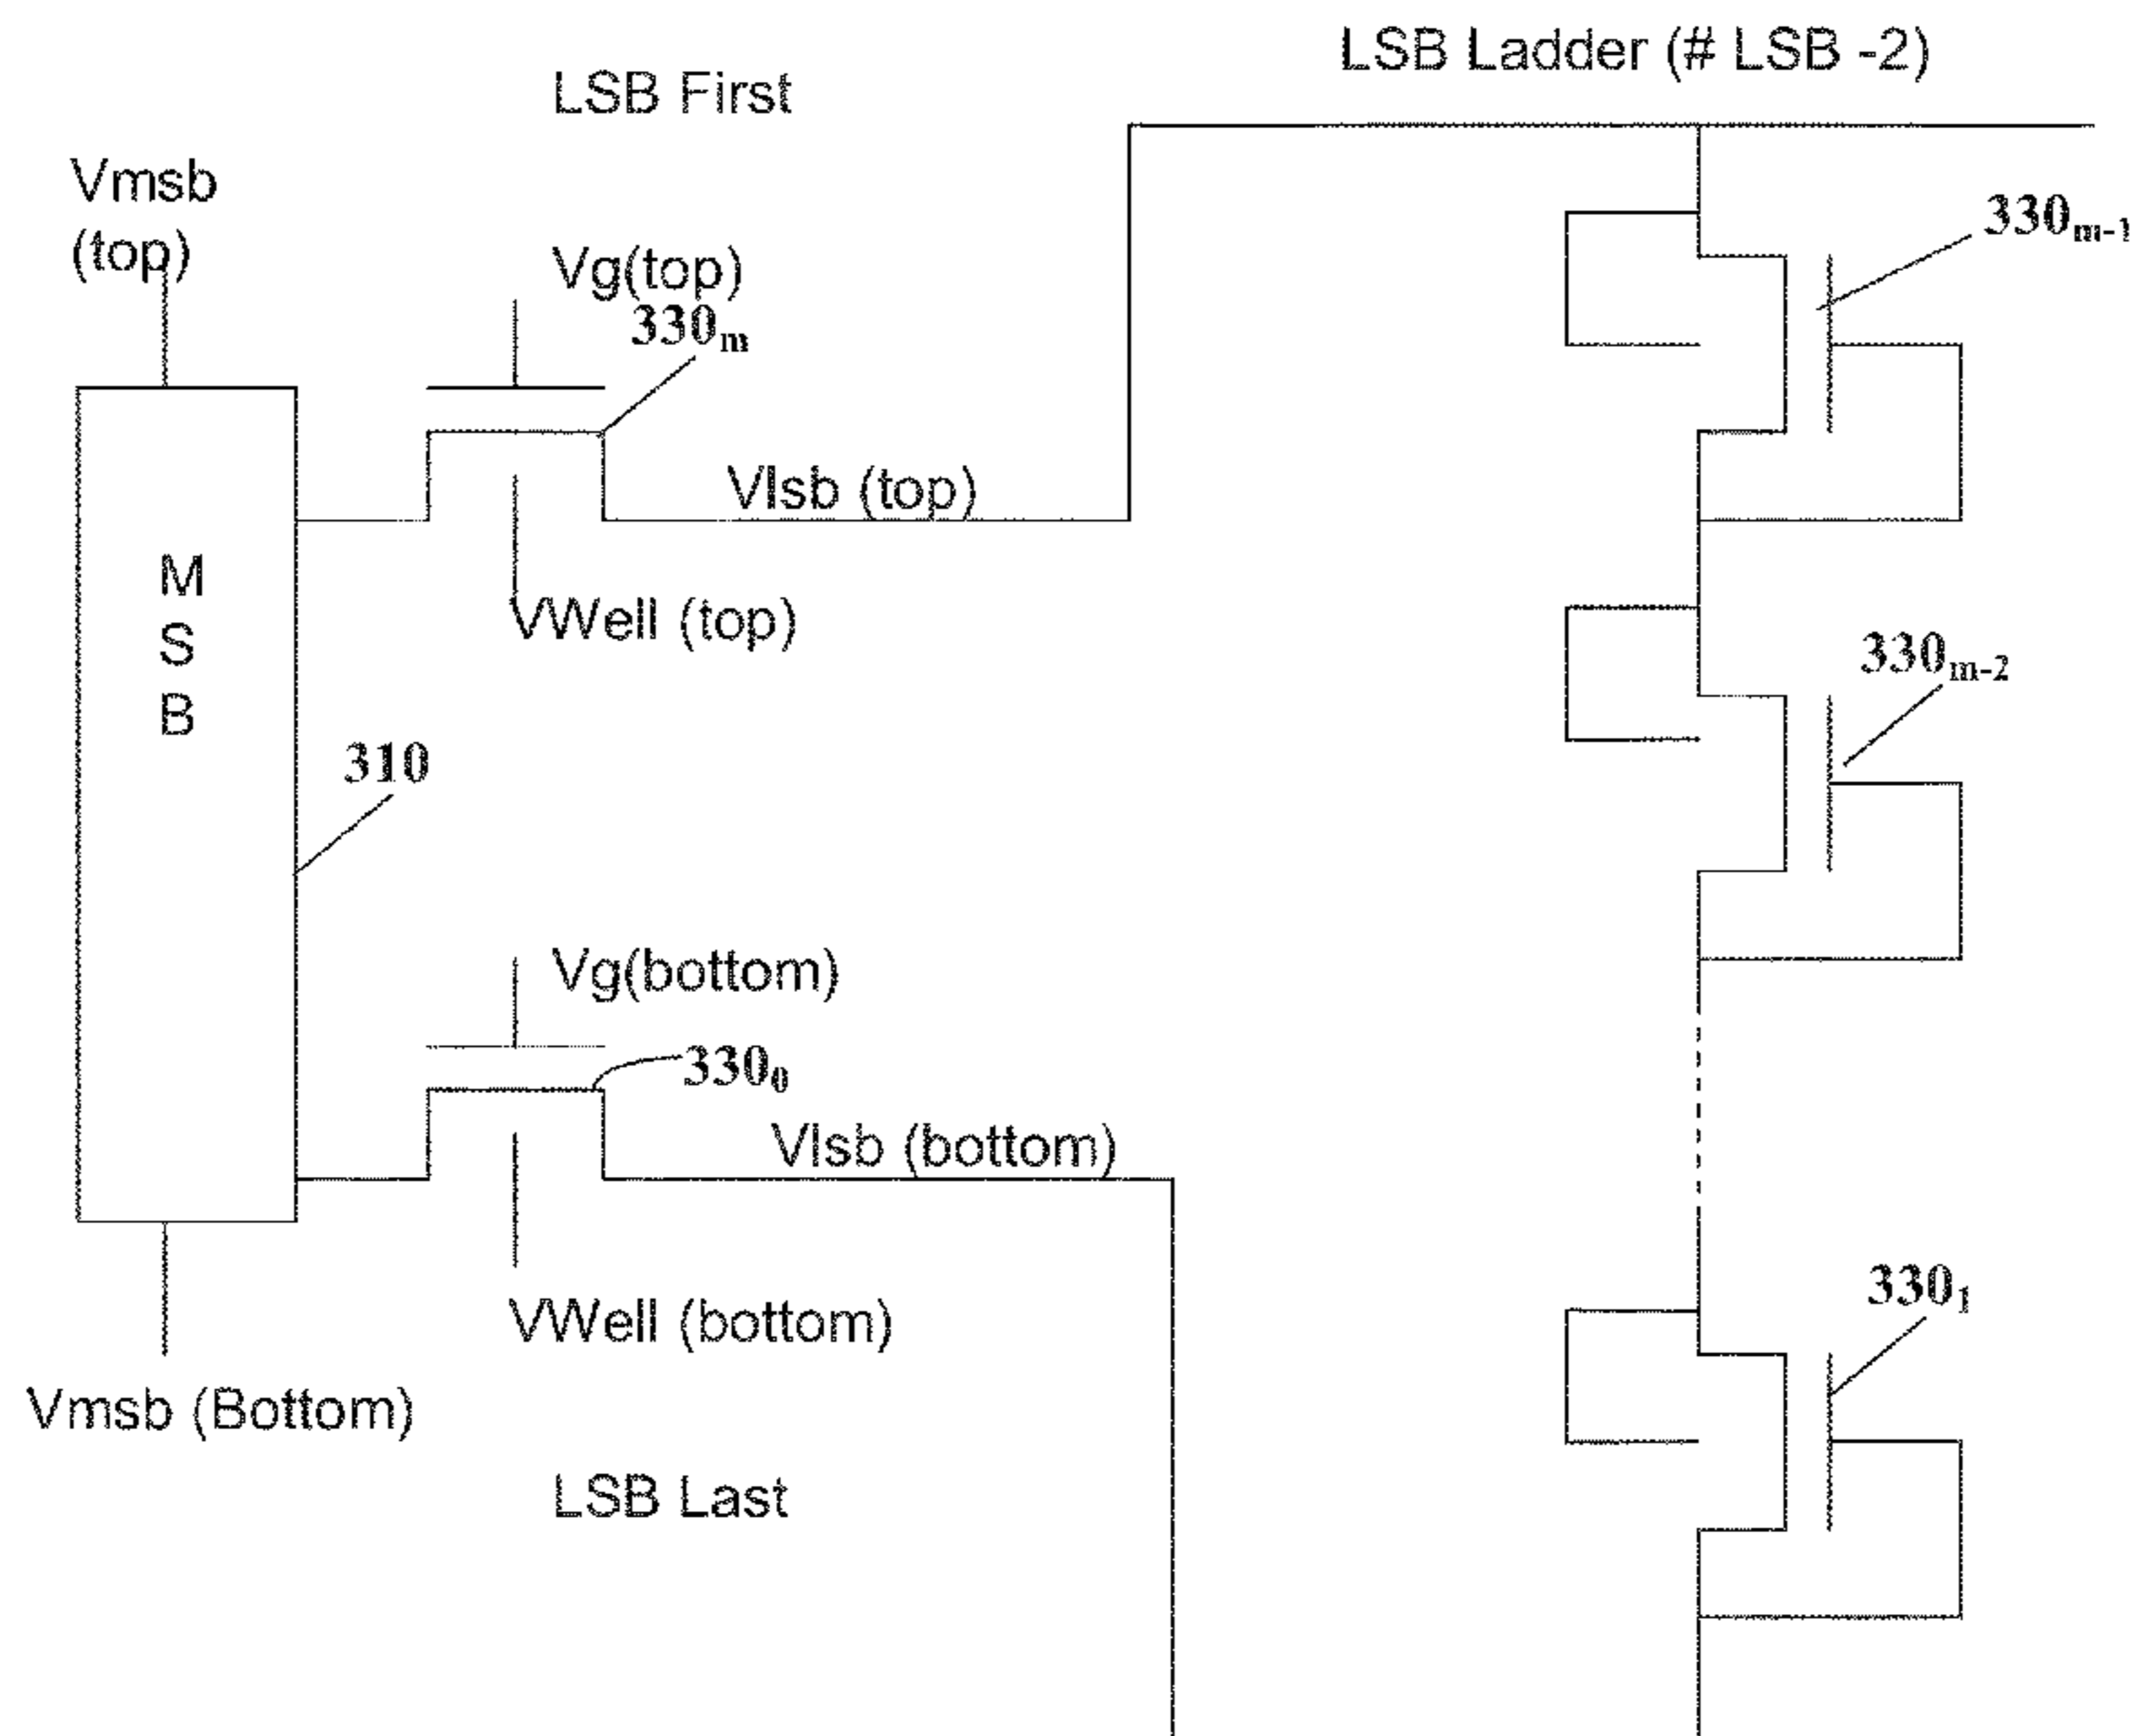 LSB Ladder (# LSB -2)
LSB First
Vmsb
(top)
330m-1
Vg(top)
330m
Vlsb (top)
M
S
B
VWell (top)
330m-2
310
Vg(bottom)
3300
Vlsb (bottom)
3301
VWell (bottom)
Vmsb (Bottom)
LSB Last